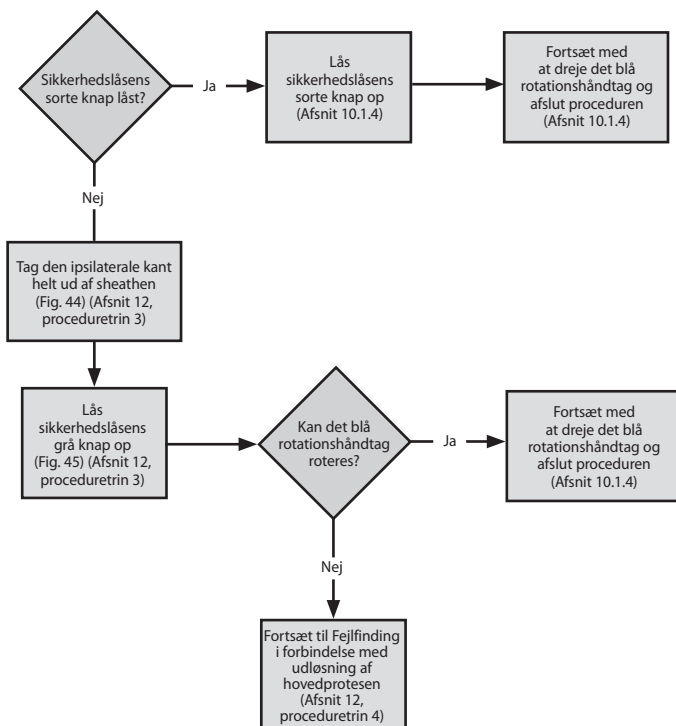 Sikkerhedslåsens
sorte knap låst?
Ja
Lås
sikkerhedslåsens
sorte knap op
(Afsnit 10.1.4)
Fortsæt med
at dreje det blå
rotationshåndtag og
afslut proceduren
(Afsnit 10.1.4)
Nej
Tag den ipsilaterale kant
helt ud af sheathen
(Fig. 44) (Afsnit 12,
proceduretrin 3)
Lås
sikkerhedslåsens
grå knap op
(Fig. 45) (Afsnit 12,
proceduretrin 3)
Kan det blå
rotationshåndtag
roteres?
Ja
Fortsæt med
at dreje det blå
rotationshåndtag og
afslut proceduren
(Afsnit 10.1.4)
Nej
Fortsæt til Fejlfinding
i forbindelse med
udløsning af
hovedprotesen
(Afsnit 12,
proceduretrin 4)